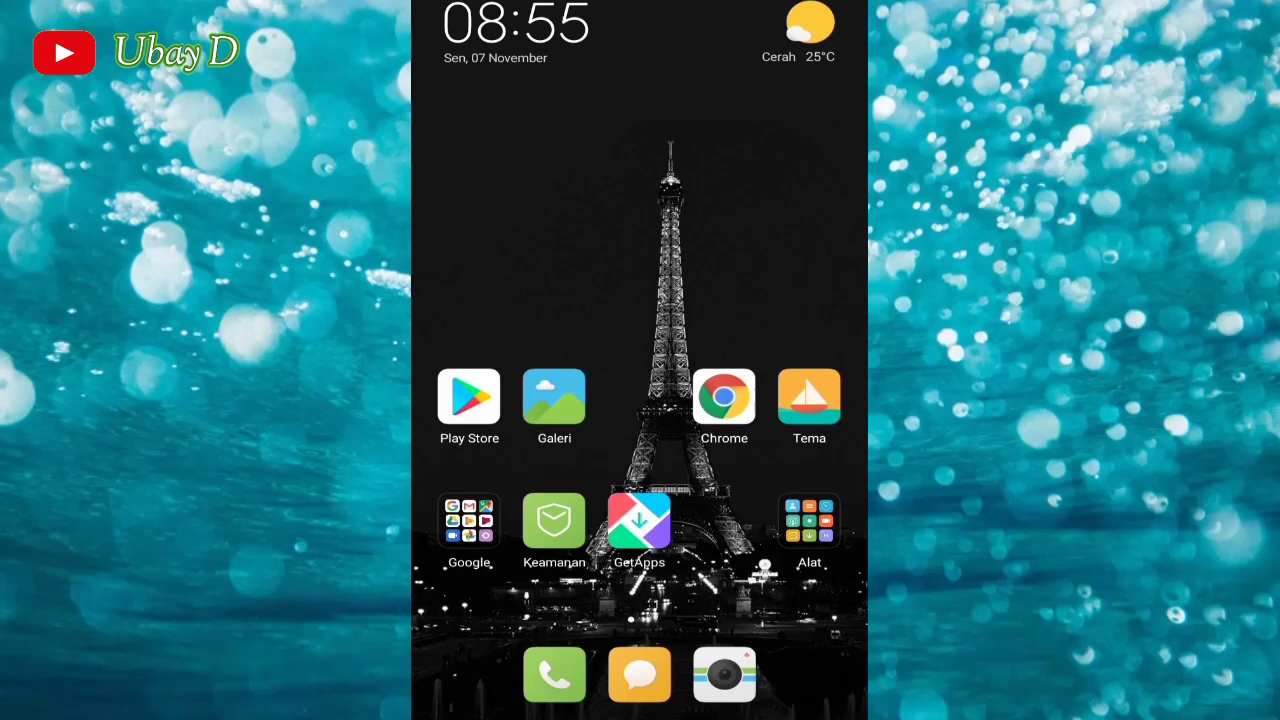 Ubay D
08:55
Sen, 07 November
Cerah 25°C
Play Store
Galeri
Chrome
Tema
Google
Keamanan
GetApps
Alat